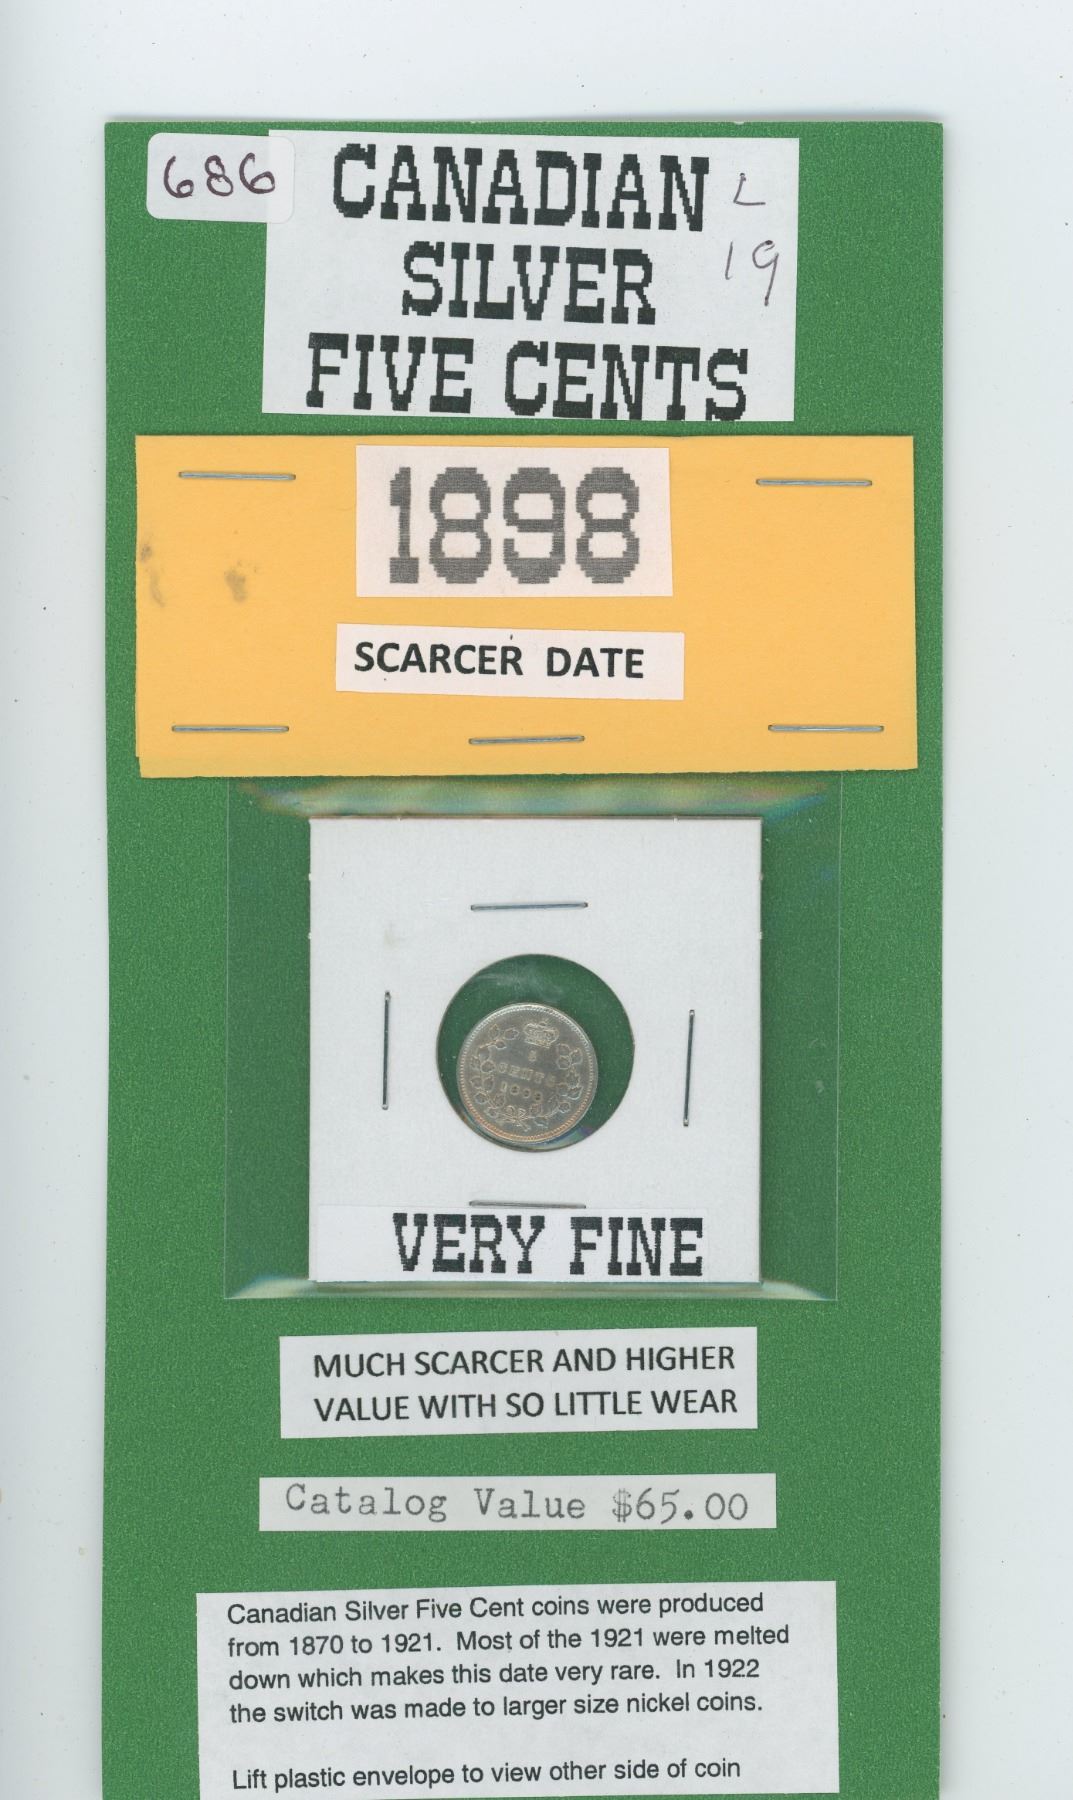 686
CANADIAN L
SILVER 19
FIVE CENTS
1898
SCARCER DATE
5
CENTS
1898
VERY FINE
MUCH SCARCER AND HIGHER
VALUE WITH SO LITTLE WEAR
Catalog Value $65.00
Canadian Silver Five Cent coins were produced
from 1870 to 1921. Most of the 1921 were melted
down which makes this date very rare. In 1922
the switch was made to larger size nickel coins.
Lift plastic envelope to view other side of coin